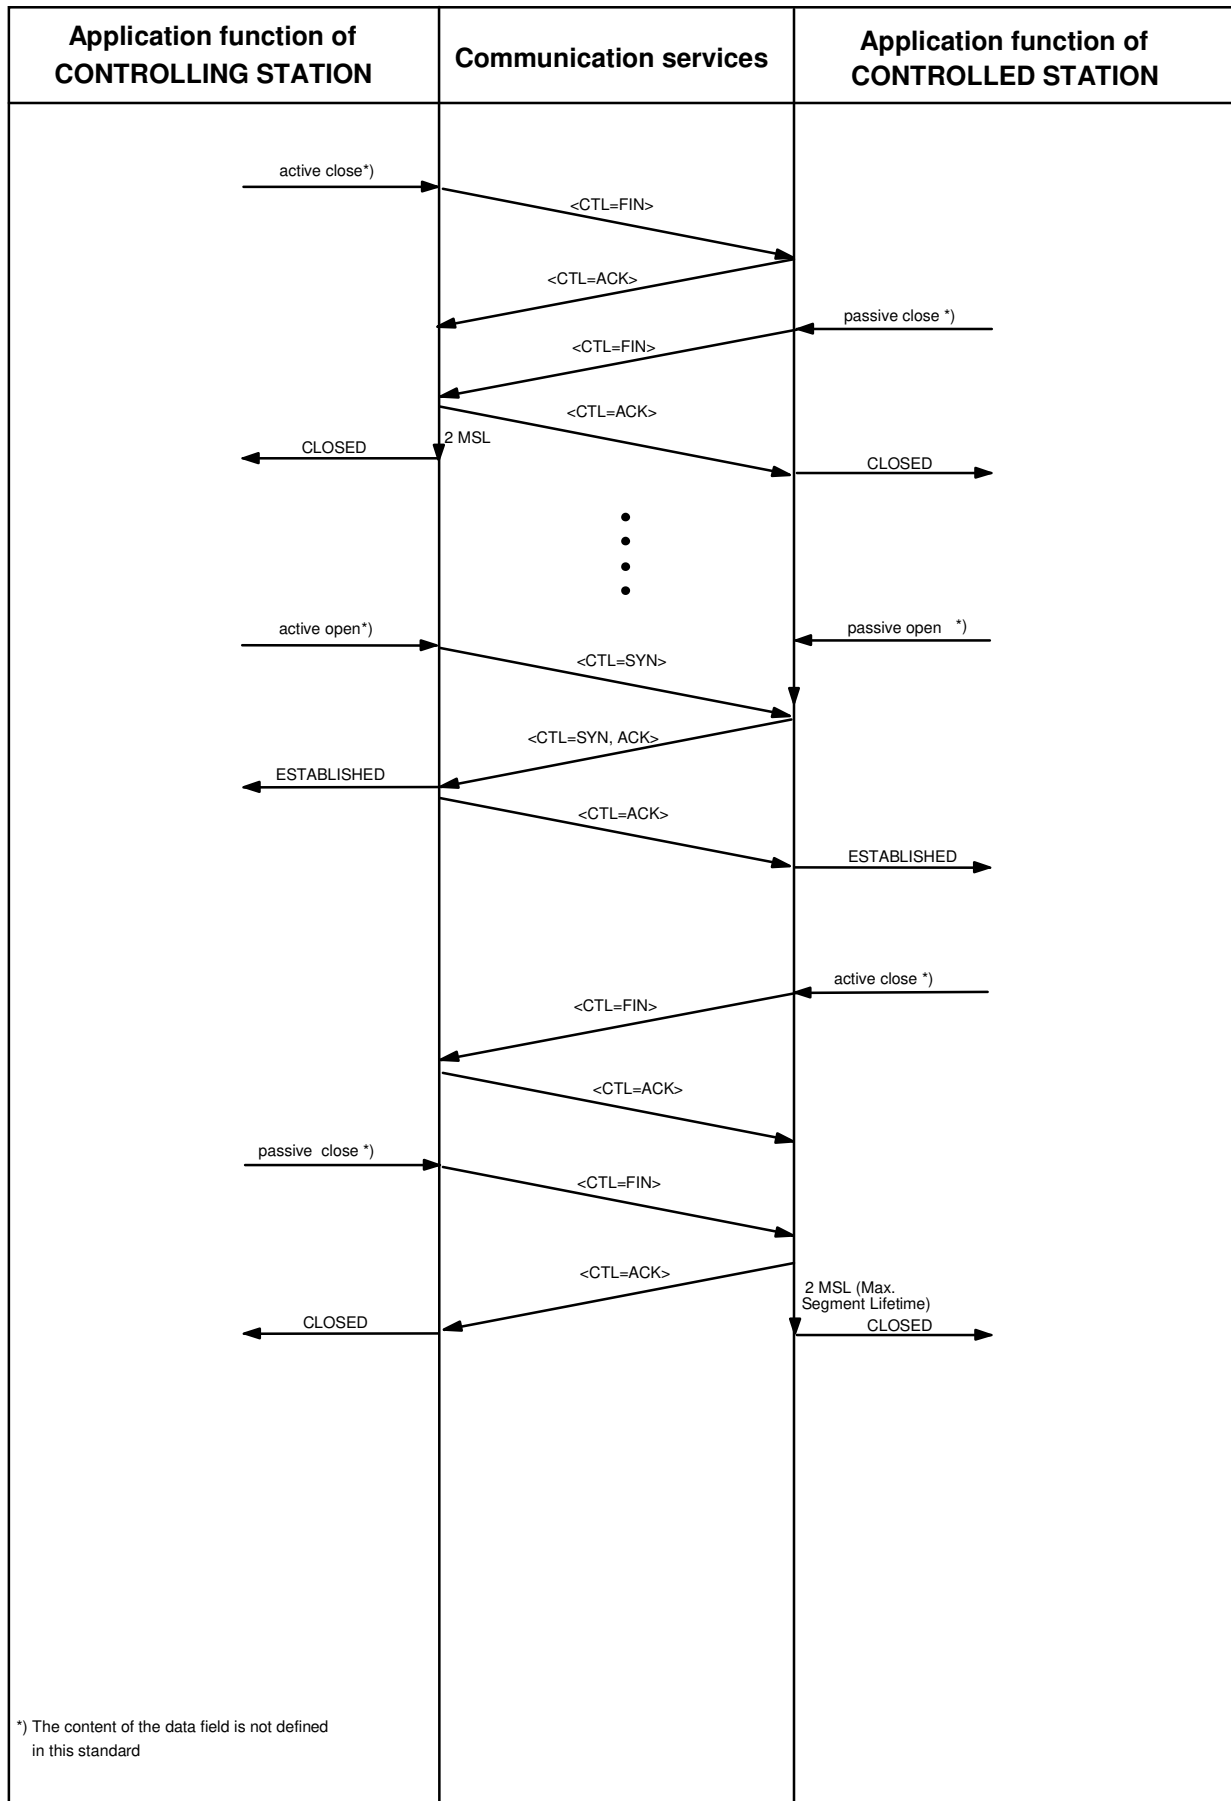 Application function of
CONTROLLING STATION
Communication services
Application function of
CONTROLLED STATION
active close*)
<CTL=FIN>
<CTL=ACK>
passive close *)
<CTL=FIN>
<CTL=ACK>
2 MSL
CLOSED
CLOSED
active open*)
passive open *)
<CTL=SYN>
<CTL=SYN, ACK>
ESTABLISHED
<CTL=ACK>
ESTABLISHED
active close *)
<CTL=FIN>
<CTL=ACK>
passive close *)
<CTL=FIN>
<CTL=ACK>
2 MSL (Max.
Segment Lifetime)
CLOSED
CLOSED
*) The content of the data field is not defined
in this standard